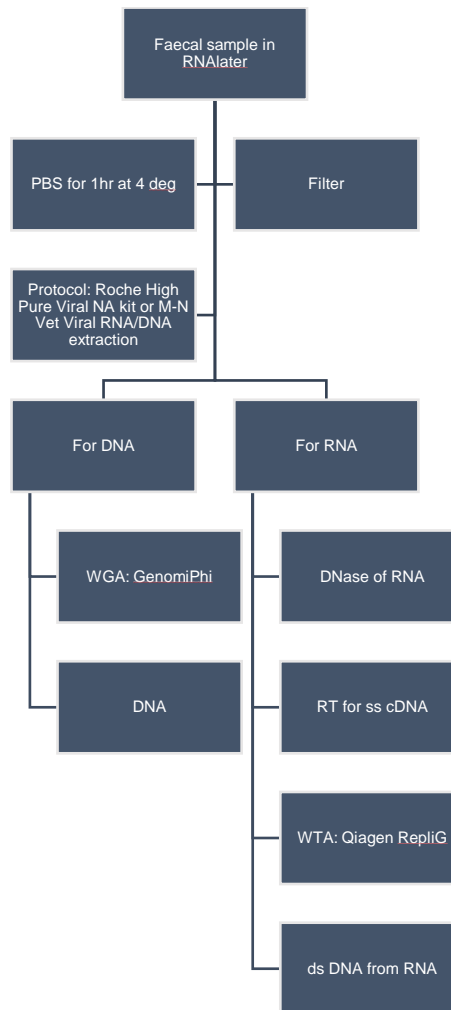 Faecal sample in
RNAlater
PBS for 1hr at 4 deg
Filter
Protocol: Roche High
Pure Viral NA kit or M-N
Vet Viral RNA/DNA
extraction
For DNA
For RNA
WGA: GenomiPhi
DNase of RNA
DNA
RT for ss cDNA
WTA: Qiagen RepliG
ds DNA from RNA